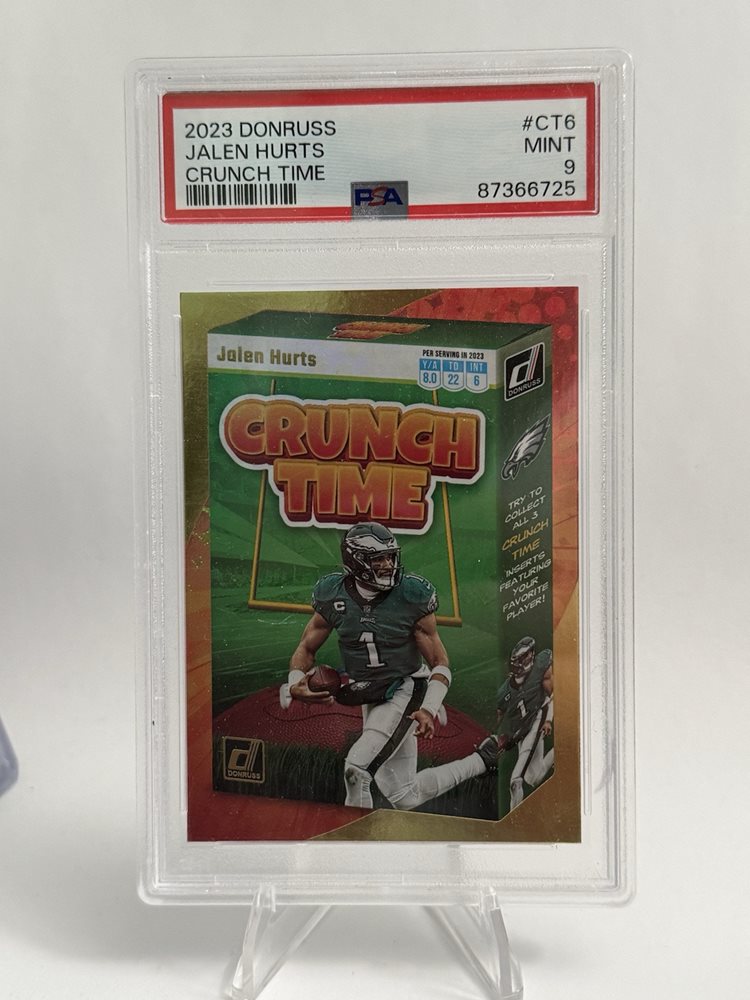 2023 DONRUSS
JALEN HURTS
CRUNCH TIME
#CT6
MINT
9
87366725
PSA
Jalen Hurts
PER SERVING IN 2023
Y/A TD INT
8.0 22 6
CRUNCH
TIME
DONRUSS
TRY TO
COLLECT
ALL 3
CRUNCH
TIME
INSERTS
FEATURING
YOUR
FAVORITE
PLAYER!
C
EAGLES
1
1
DONRUSS